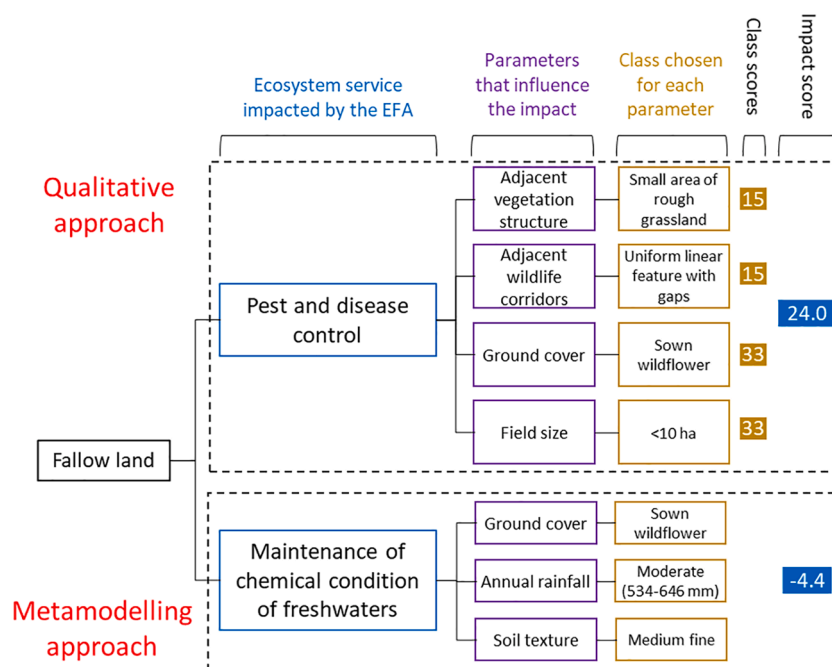 Ecosystem service
impacted by the EFA
Parameters
that influence
the impact
Class chosen
for each
parameter
Class scores
Impact score
Qualitative
approach
Adjacent
vegetation
structure
Small area of
rough
grassland
15
Adjacent
wildlife
corridors
Uniform linear
feature with
gaps
15
Pest and disease
control
24.0
Ground cover
Sown
wildflower
33
Field size
<10 ha
33
Fallow land
Ground cover
Sown
wildflower
Maintenance of
chemical condition
of freshwaters
Annual rainfall
Moderate
(534-646 mm)
-4.4
Metamodelling
approach
Soil texture
Medium fine